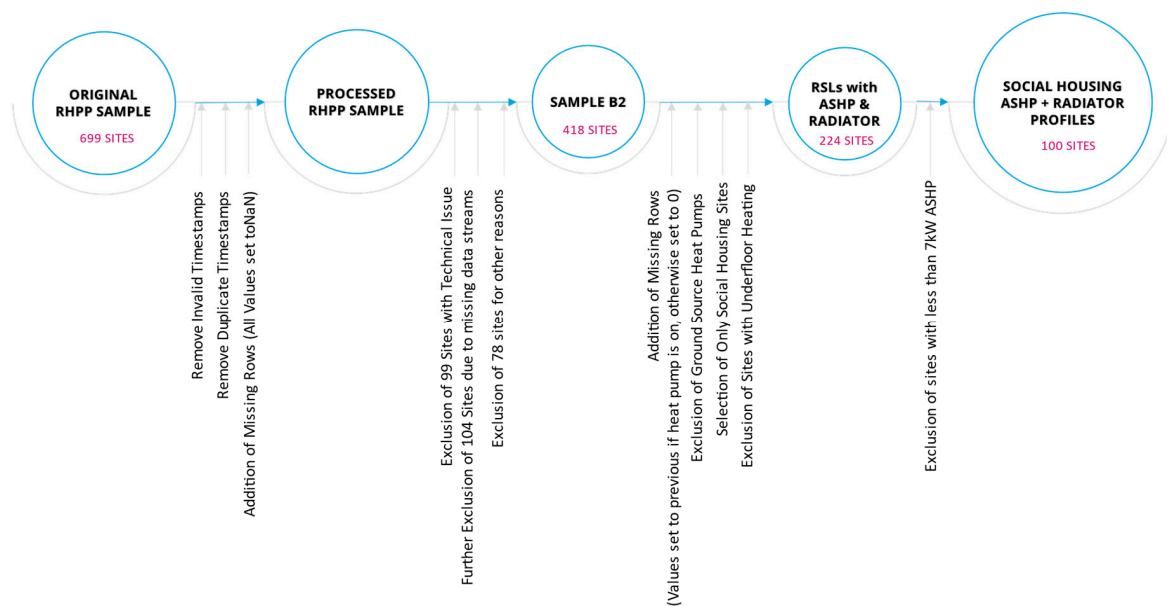 ORIGINAL
RHPP SAMPLE
699 SITES
Remove Invalid Timestamps
Remove Duplicate Timestamps
Addition of Missing Rows (All Values set toNaN)
PROCESSED
RHPP SAMPLE
Exclusion of 99 Sites with Technical Issue
Further Exclusion of 104 Sites due to missing data streams
Exclusion of 78 sites for other reasons
SAMPLE B2
418 SITES
Addition of Missing Rows
(Values set to previous if heat pump is on, otherwise set to 0)
Exclusion of Ground Source Heat Pumps
Selection of Only Social Housing Sites
Exclusion of Sites with Underfloor Heating
RSLs with
ASHP &
RADIATOR
224 SITES
Exclusion of sites with less than 7kW ASHP
SOCIAL HOUSING
ASHP + RADIATOR
PROFILES
100 SITES